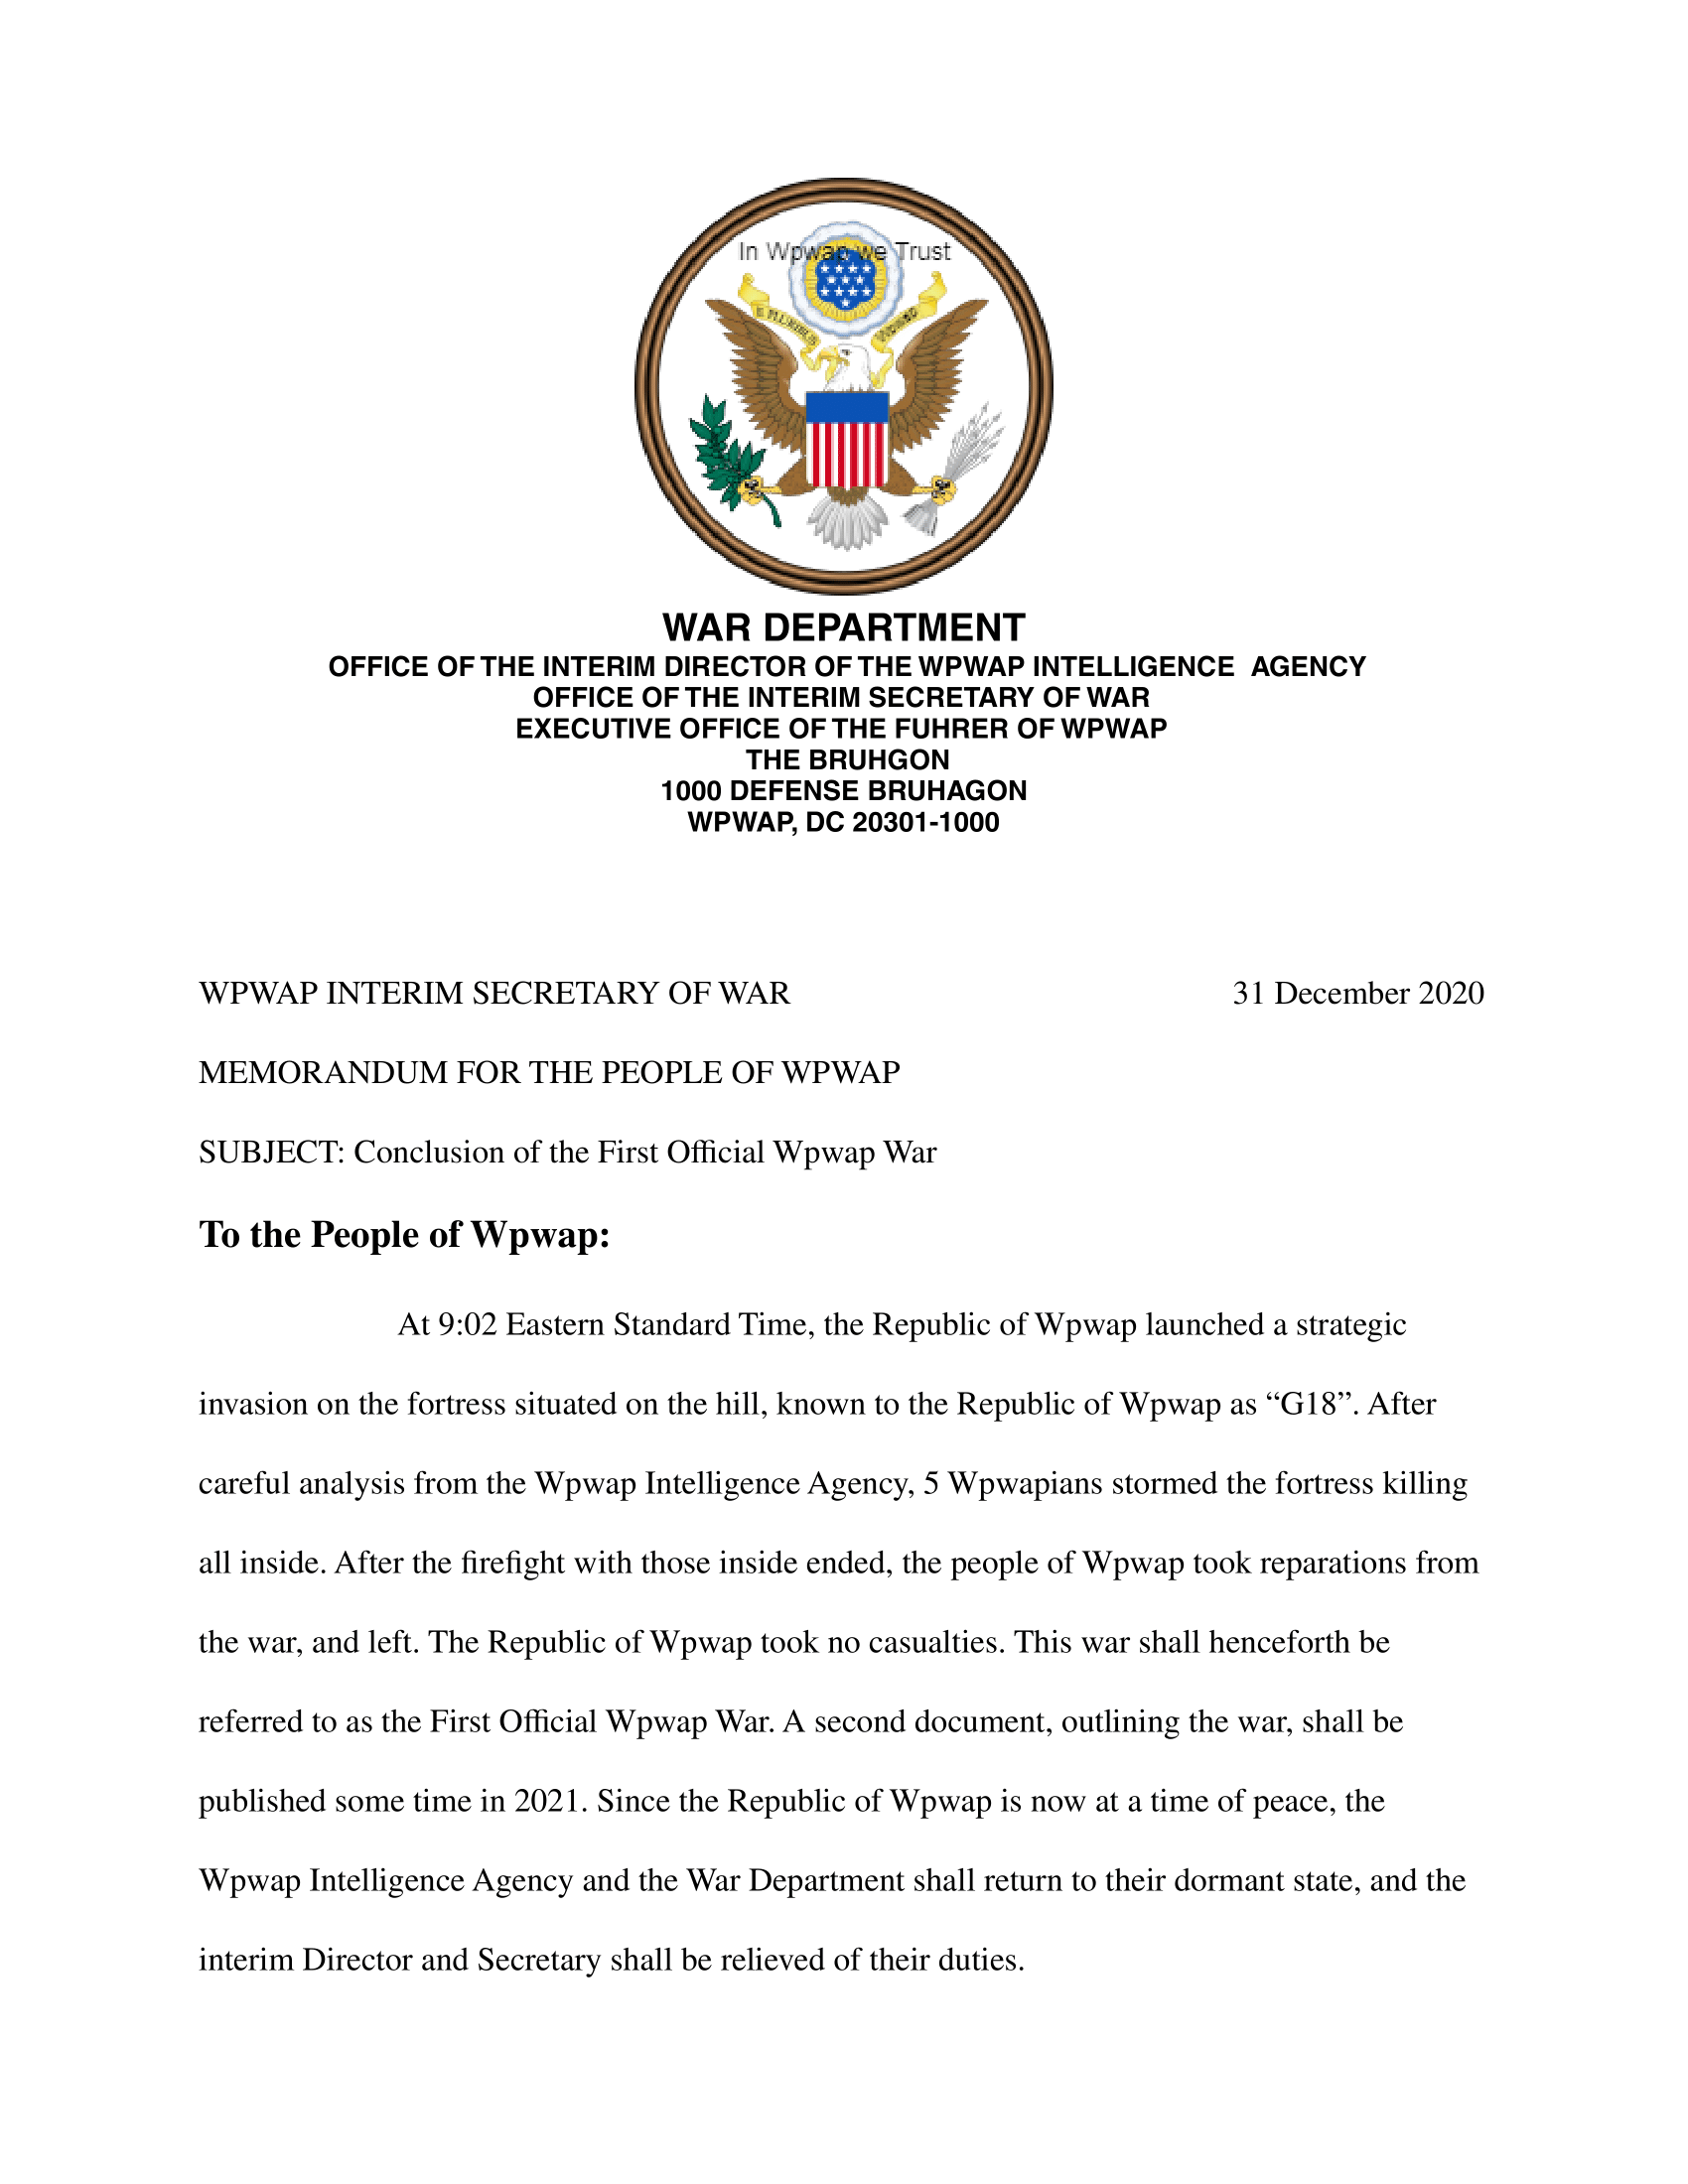 In Wpwap we Trust
E PLURIBUS WPWAP
WAR DEPARTMENT
OFFICE OF THE INTERIM DIRECTOR OF THE WPWAP INTELLIGENCE AGENCY
OFFICE OF THE INTERIM SECRETARY OF WAR
EXECUTIVE OFFICE OF THE FUHRER OF WPWAP
THE BRUHGON
1000 DEFENSE BRUHAGON
WPWAP, DC 20301-1000
WPWAP INTERIM SECRETARY OF WAR 31 December 2020
MEMORANDUM FOR THE PEOPLE OF WPWAP
SUBJECT: Conclusion of the First Official Wpwap War
To the People of Wpwap:
At 9:02 Eastern Standard Time, the Republic of Wpwap launched a strategic
invasion on the fortress situated on the hill, known to the Republic of Wpwap as “G18”. After
careful analysis from the Wpwap Intelligence Agency, 5 Wpwapians stormed the fortress killing
all inside. After the firefight with those inside ended, the people of Wpwap took reparations from
the war, and left. The Republic of Wpwap took no casualties. This war shall henceforth be
referred to as the First Official Wpwap War. A second document, outlining the war, shall be
published some time in 2021. Since the Republic of Wpwap is now at a time of peace, the
Wpwap Intelligence Agency and the War Department shall return to their dormant state, and the
interim Director and Secretary shall be relieved of their duties.